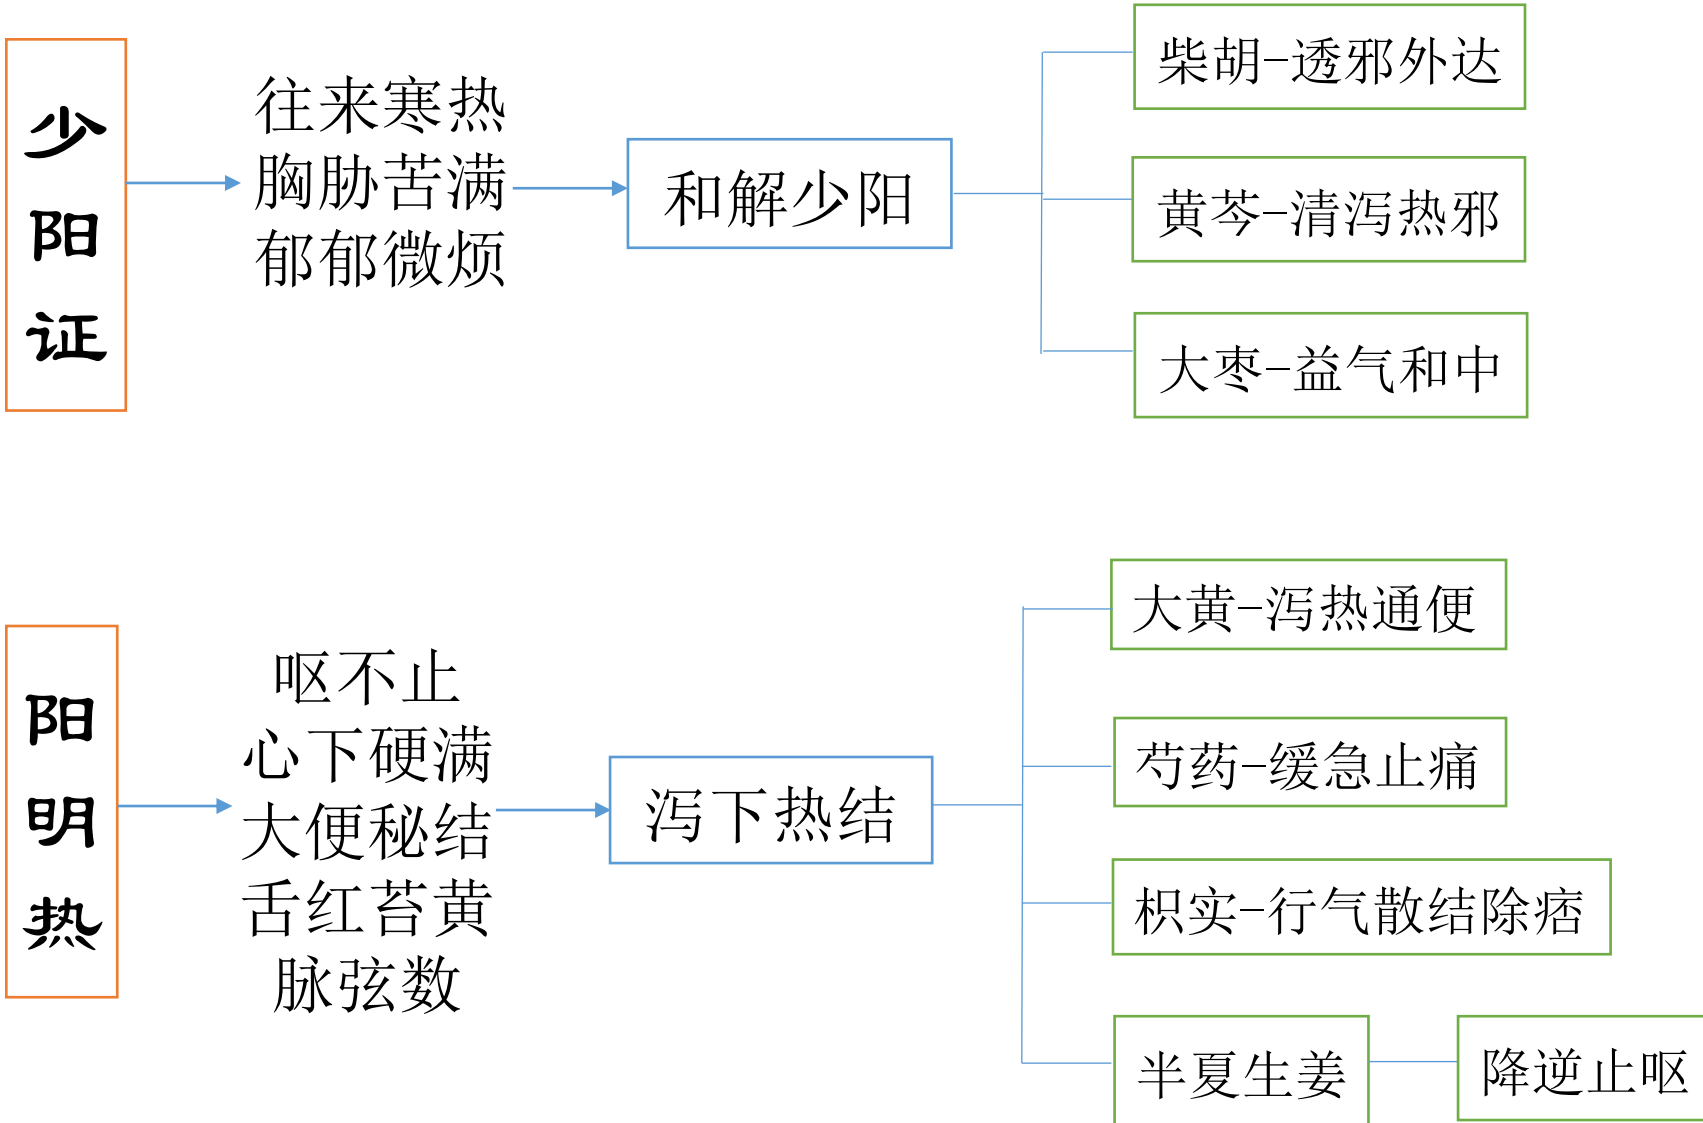 少阳证
往来寒热
胸胁苦满
郁郁微烦
和解少阳
柴胡-透邪外达
黄芩-清泻热邪
大枣-益气和中
阳明热
呕不止
心下硬满
大便秘结
舌红苔黄
脉弦数
泻下热结
大黄-泻热通便
芍药-缓急止痛
枳实-行气散结除痞
半夏生姜
降逆止呕